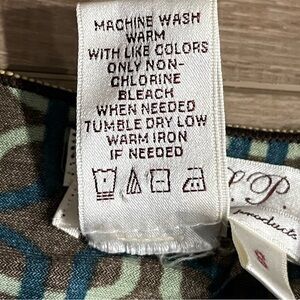 MACHINE WASH
WARM
WITH LIKE COLORS
ONLY NON-
CHLORINE
BLEACH
WHEN NEEDED
TUMBLE DRY LOW
WARM IRON
IF NEEDED
.P.
products